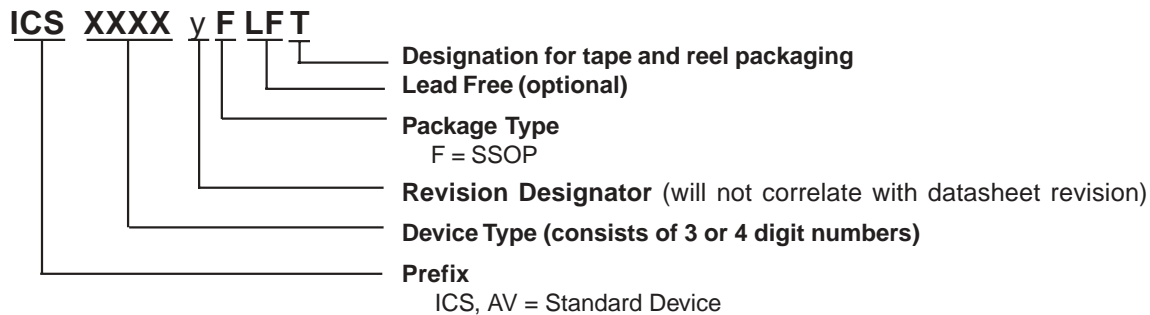 ICS XXXX y F LF T
Designation for tape and reel packaging
Lead Free (optional)
Package Type
F = SSOP
Revision Designator (will not correlate with datasheet revision)
Device Type (consists of 3 or 4 digit numbers)
Prefix
ICS, AV = Standard Device